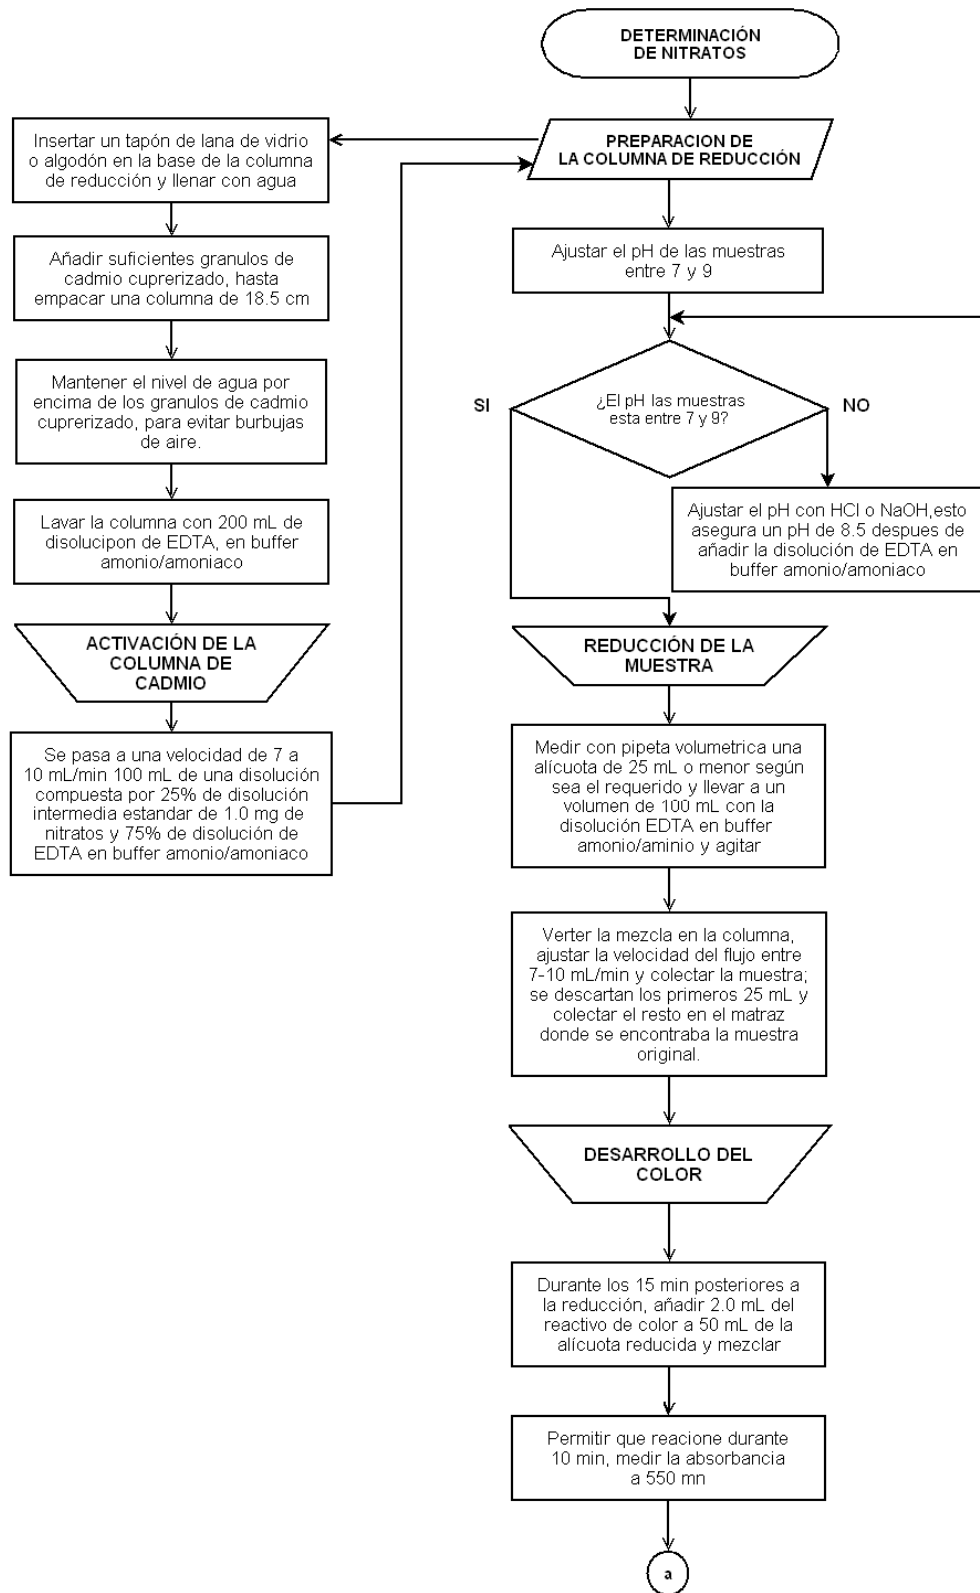 DETERMINACIÓN
DE NITRATOS
PREPARACION DE
LA COLUMNA DE REDUCCIÓN
Insertar un tapón de lana de vidrio
o algodón en la base de la columna
de reducción y llenar con agua
Añadir suficientes granulos de
cadmio cuprerizado, hasta
empacar una columna de 18.5 cm
Mantener el nivel de agua por
encima de los granulos de cadmio
cuprerizado, para evitar burbujas
de aire.
Lavar la columna con 200 mL de
disolucipon de EDTA, en buffer
amonio/amoniaco
ACTIVACIÓN DE LA
COLUMNA DE
CADMIO
Se pasa a una velocidad de 7 a
10 mL/min 100 mL de una disolución
compuesta por 25% de disolución
intermedia estandar de 1.0 mg de
nitratos y 75% de disolución de
EDTA en buffer amonio/amoniaco
Ajustar el pH de las muestras
entre 7 y 9
¿El pH las muestras
esta entre 7 y 9?
SI
NO
Ajustar el pH con HCl o NaOH,esto
asegura un pH de 8.5 despues de
añadir la disolución de EDTA en
buffer amonio/amoniaco
REDUCCIÓN DE LA
MUESTRA
Medir con pipeta volumetrica una
alícuota de 25 mL o menor según
sea el requerido y llevar a un
volumen de 100 mL con la
disolución EDTA en buffer
amonio/aminio y agitar
Verter la mezcla en la columna,
ajustar la velocidad del flujo entre
7-10 mL/min y colectar la muestra;
se descartan los primeros 25 mL y
colectar el resto en el matraz
donde se encontraba la muestra
original.
DESARROLLO DEL
COLOR
Durante los 15 min posteriores a
la reducción, añadir 2.0 mL del
reactivo de color a 50 mL de la
alícuota reducida y mezclar
Permitir que reacione durante
10 min, medir la absorbancia
a 550 mn
a